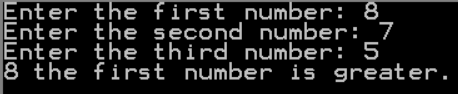 Enter the first number: 8
Enter the second number: 7
Enter the third number: 5
8 the first number is greater.